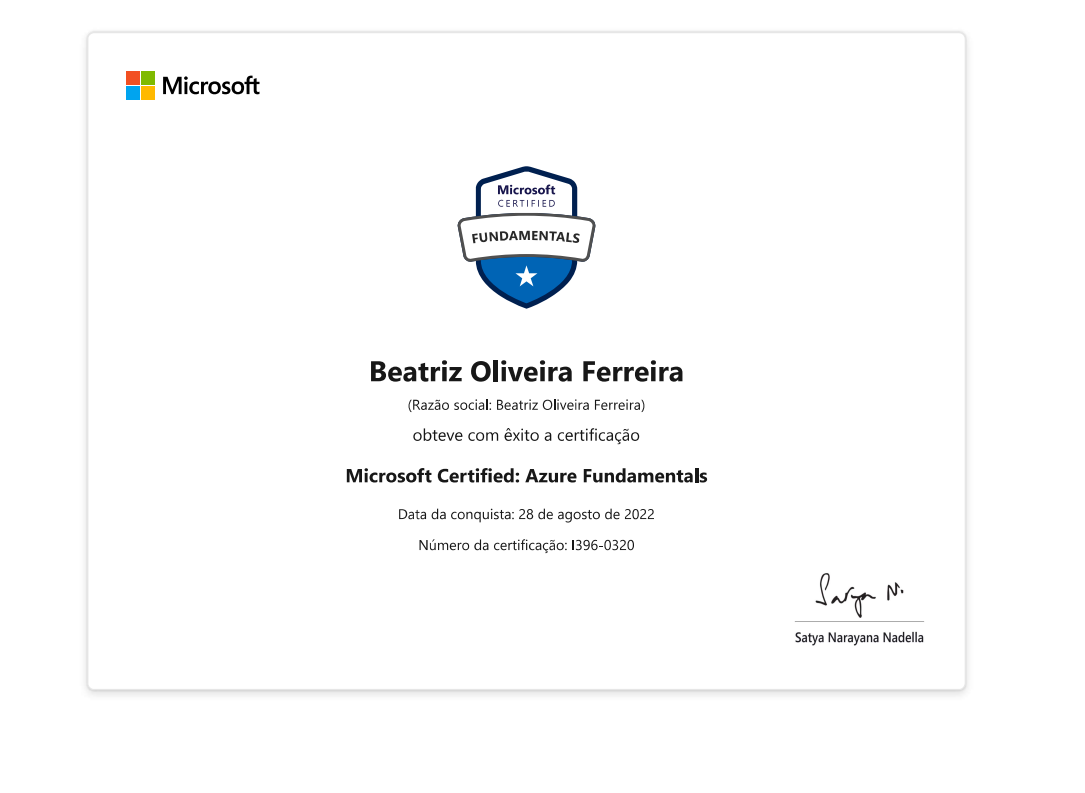 Microsoft
Microsoft
CERTIFIED
FUNDAMENTALS
Beatriz Oliveira Ferreira
(Razão social: Beatriz Oliveira Ferreira)
obteve com êxito a certificação
Microsoft Certified: Azure Fundamentals
Data da conquista: 28 de agosto de 2022
Número da certificação: I396-0320
Satya N.
Satya Narayana Nadella